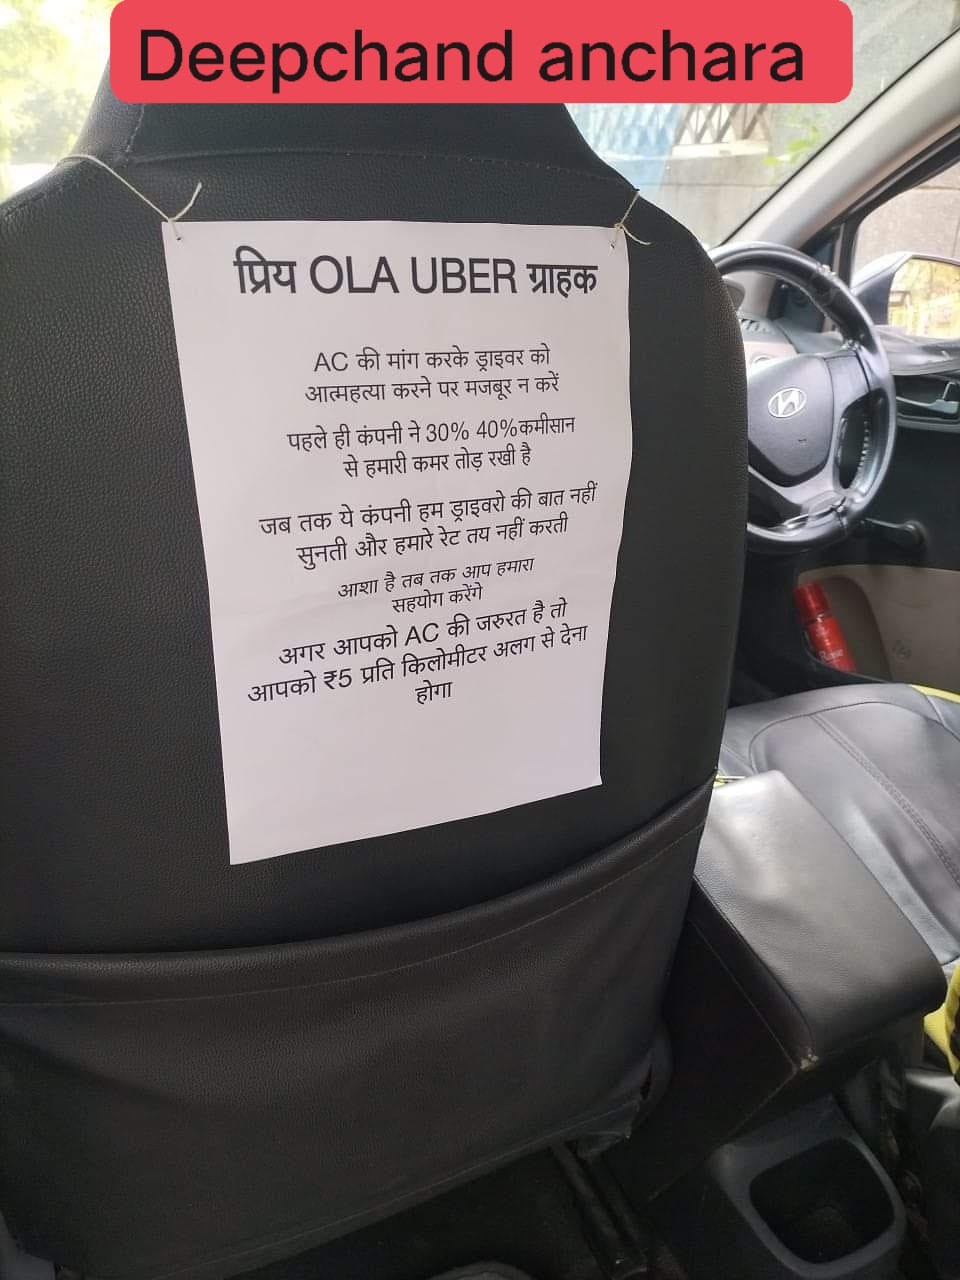 Deepchand anchara
प्रिय OLA UBER ग्राहक
AC की मांग करके ड्राइवर को
आत्महत्या करने पर मजबूर न करें
पहले ही कंपनी ने 30% 40%कमीसान
से हमारी कमर तोड़ रखी है
जब तक ये कंपनी हम ड्राइवरो की बात नहीं
सुनती और हमारे रेट तय नहीं करती
आशा है तब तक आप हमारा
सहयोग करेंगे
अगर आपको AC की जरुरत है तो
आपको ₹5 प्रति किलोमीटर अलग से देना
होगा